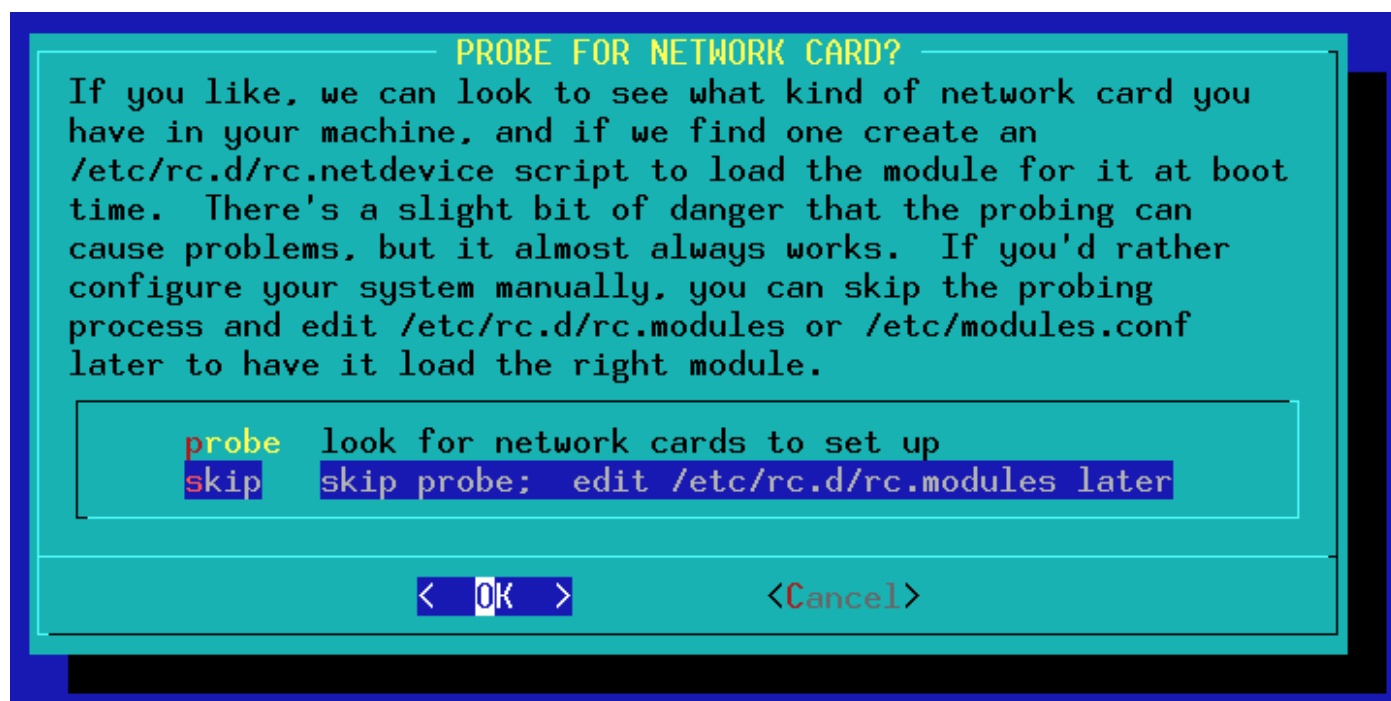 PROBE FOR NETWORK CARD?
If you like, we can look to see what kind of network card you
have in your machine, and if we find one create an
/etc/rc.d/rc.netdevice script to load the module for it at boot
time.  There's a slight bit of danger that the probing can
cause problems, but it almost always works.  If you'd rather
configure your system manually, you can skip the probing
process and edit /etc/rc.d/rc.modules or /etc/modules.conf
later to have it load the right module.
probe  look for network cards to set up
skip   skip probe;  edit /etc/rc.d/rc.modules later
<  OK  >          <Cancel>